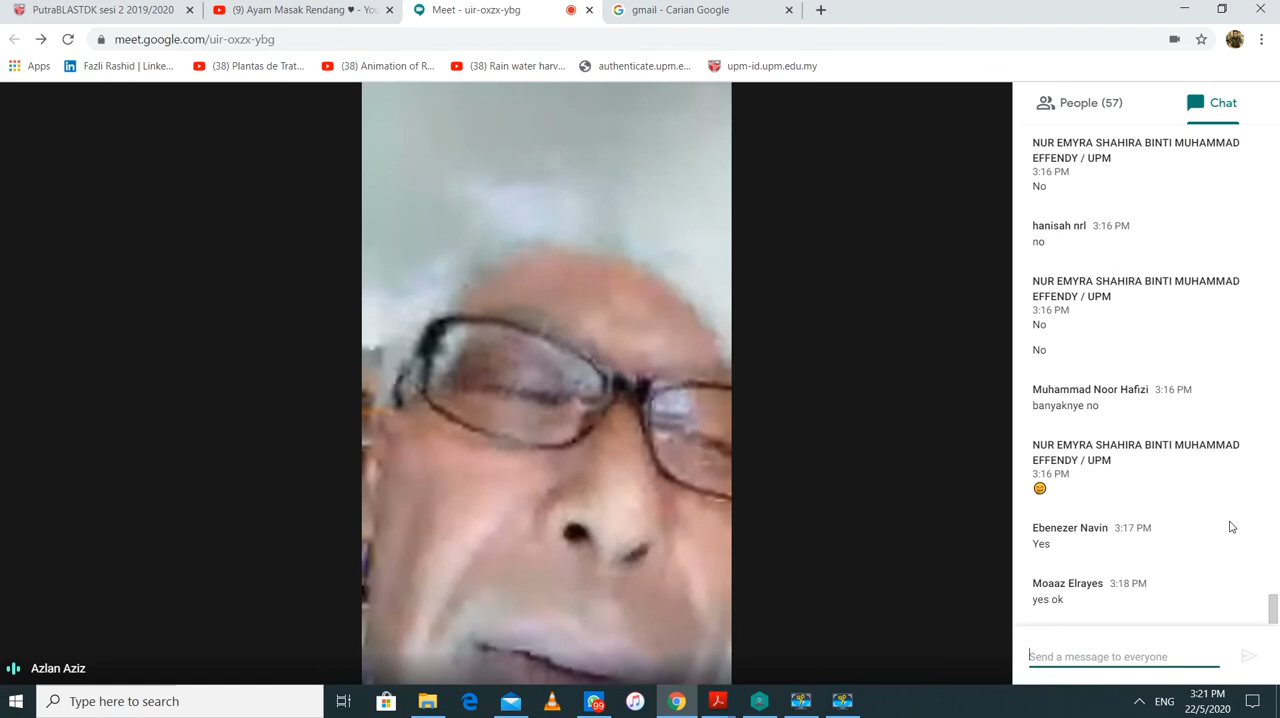 PutraBLASTDK sesi 2 2019/2020
(9) Ayam Masak Rendang ♥ - You
Meet - uir-oxzx-ybg
gmail - Carian Google
meet.google.com/uir-oxzx-ybg
Apps
Fazli Rashid | Linke...
(38) Plantas de Trat...
(38) Animation of R...
(38) Rain water harv...
authenticate.upm.e...
upm-id.upm.edu.my
People (57)
Chat
NUR EMYRA SHAHIRA BINTI MUHAMMAD
EFFENDY / UPM
3:16 PM
No
hanisah nrl 3:16 PM
no
NUR EMYRA SHAHIRA BINTI MUHAMMAD
EFFENDY / UPM
3:16 PM
No
No
Muhammad Noor Hafizi 3:16 PM
banyaknye no
NUR EMYRA SHAHIRA BINTI MUHAMMAD
EFFENDY / UPM
3:16 PM
😊
Ebenezer Navin 3:17 PM
Yes
Moaaz Elrayes 3:18 PM
yes ok
Send a message to everyone
Azlan Aziz
Type here to search
99
ENG
3:21 PM
22/5/2020